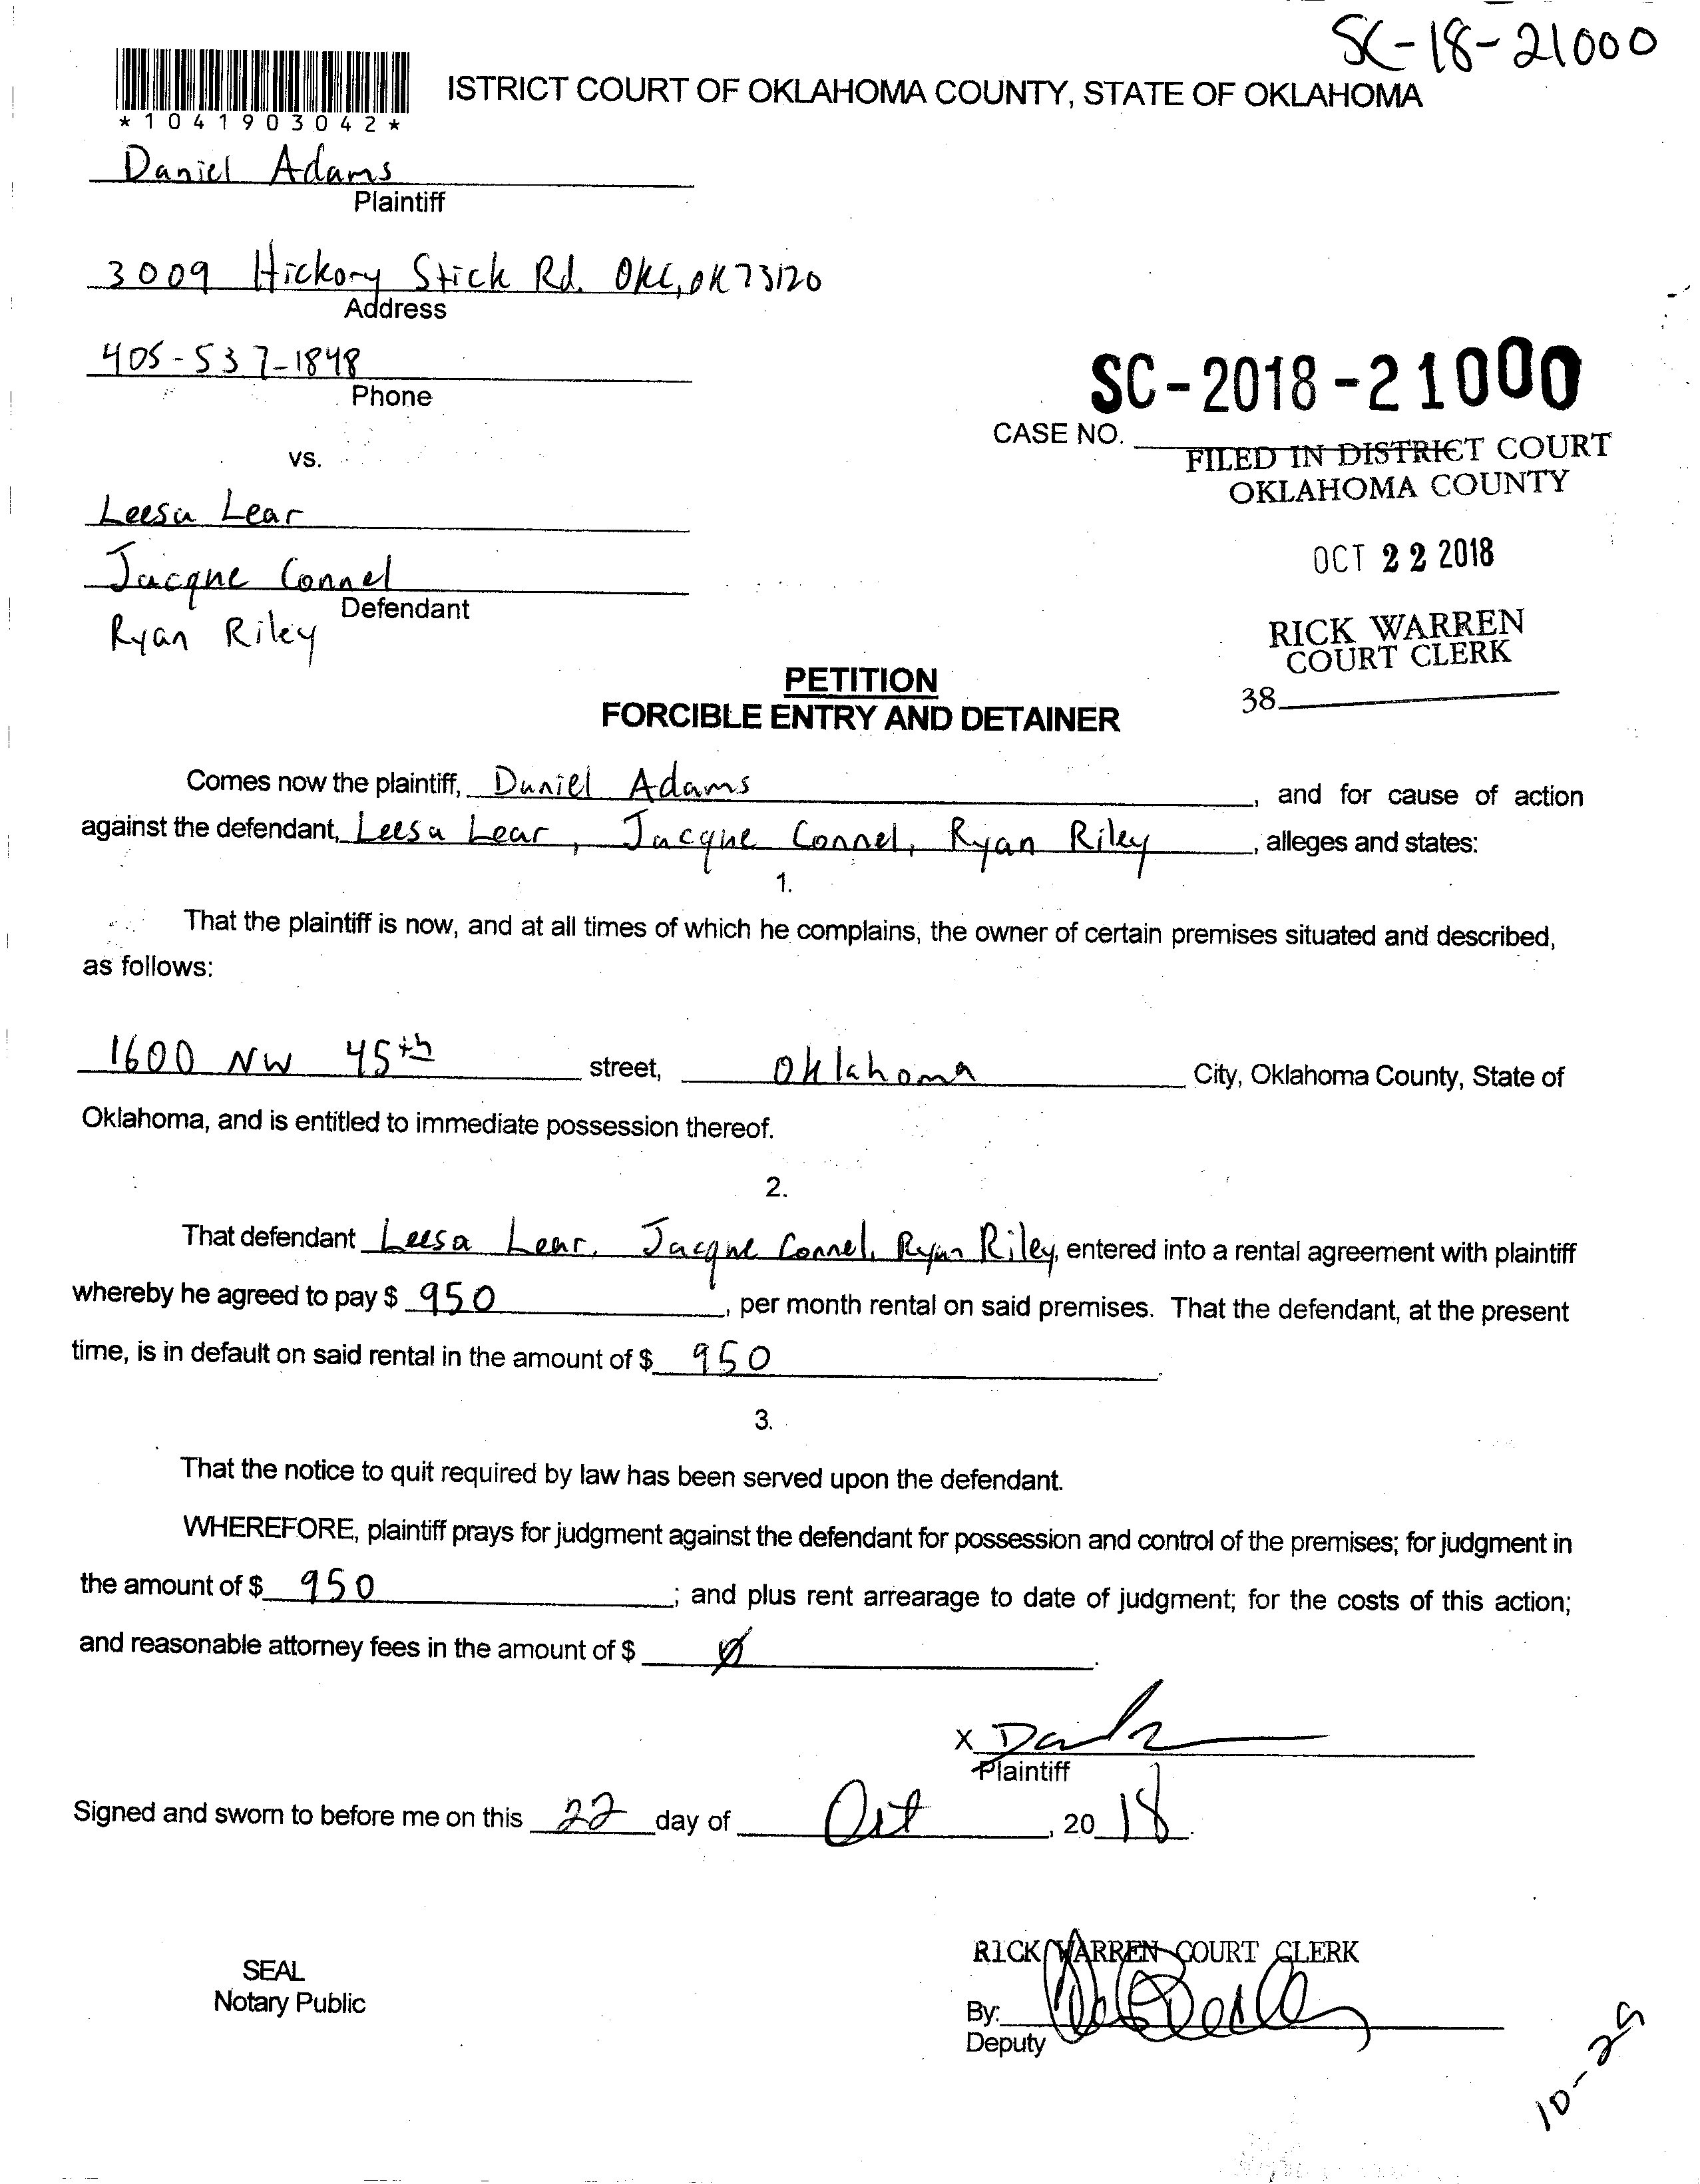 SC-18-21000
ISTRICT COURT OF OKLAHOMA COUNTY, STATE OF OKLAHOMA
*1041903042*
Daniel Adams
Plaintiff
3009 Hickory Stick Rd. OKC, OK 73120
Address
405-537-1848
Phone
SC-2018-21000
CASE NO.
vs.
FILED IN DISTRICT COURT
OKLAHOMA COUNTY
Leesa Lear
OCT 22 2018
Jacque Connel
Defendant
Ryan Riley
RICK WARREN
COURT CLERK
38
PETITION
FORCIBLE ENTRY AND DETAINER
Comes now the plaintiff, Daniel Adams, and for cause of action
against the defendant, Leesa Lear, Jacque Connel, Ryan Riley, alleges and states:
1.
That the plaintiff is now, and at all times of which he complains, the owner of certain premises situated and described,
as follows:
1600 NW 45th street, Oklahoma City, Oklahoma County, State of
Oklahoma, and is entitled to immediate possession thereof.
2.
That defendant Leesa Lear, Jacque Connel, Ryan Riley, entered into a rental agreement with plaintiff
whereby he agreed to pay $ 950, per month rental on said premises. That the defendant, at the present
time, is in default on said rental in the amount of $ 950.
3.
That the notice to quit required by law has been served upon the defendant.
WHEREFORE, plaintiff prays for judgment against the defendant for possession and control of the premises; for judgment in
the amount of $ 950; and plus rent arrearage to date of judgment; for the costs of this action;
and reasonable attorney fees in the amount of $ Ø.
X
Plaintiff
Signed and sworn to before me on this 22 day of Oct, 2018.
RICK WARREN COURT CLERK
SEAL
Notary Public
By:
Deputy
10-29